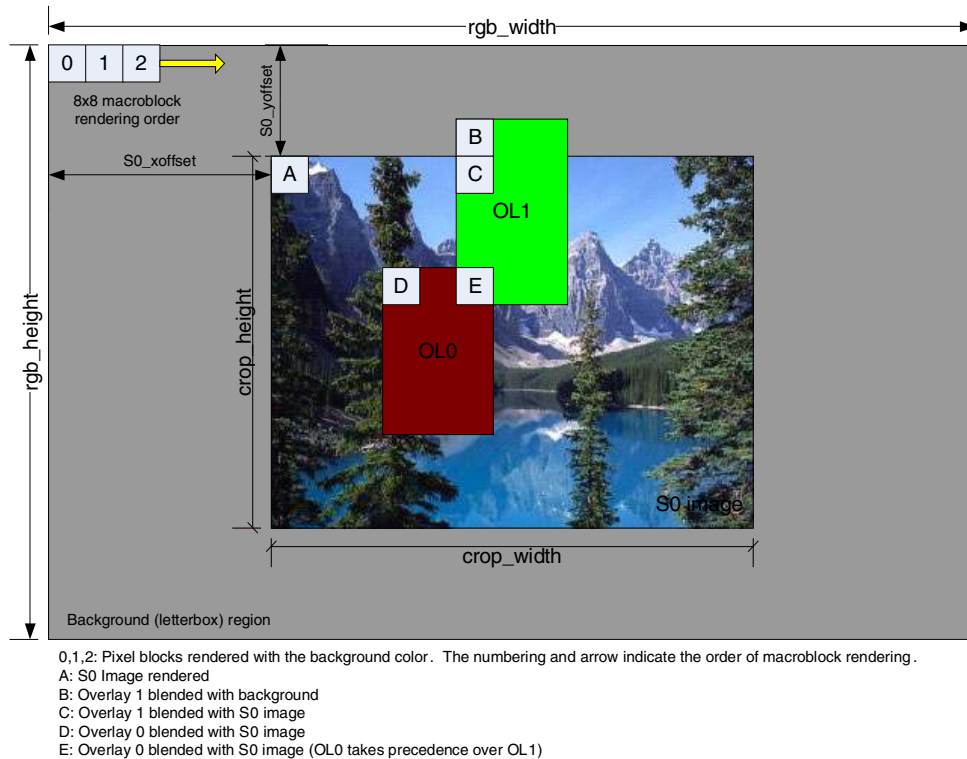 rgb_width
0 1 2
8x8 macroblock
rendering order
S0_yoffset
S0_xoffset
A
B
C
OL1
D
E
OL0
rgb_height
crop_height
S0 image
crop_width
Background (letterbox) region
0,1,2: Pixel blocks rendered with the background color. The numbering and arrow indicate the order of macroblock rendering.
A: S0 Image rendered
B: Overlay 1 blended with background
C: Overlay 1 blended with S0 image
D: Overlay 0 blended with S0 image
E: Overlay 0 blended with S0 image (OL0 takes precedence over OL1)